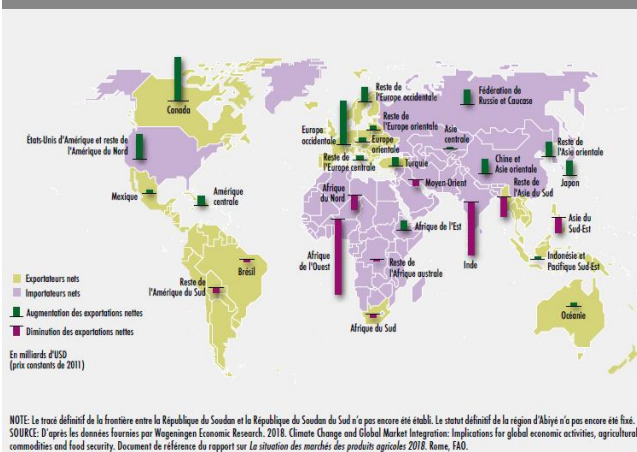 Canada
États-Unis d'Amérique et reste de
l'Amérique du Nord
Mexique
Amérique
centrale
Brésil
Reste de
l'Amérique du Sud
Reste de
l'Europe occidentale
Europe
occidentale
Reste de
l'Europe orientale
Europe
orientale
Reste de
l'Europe centrale
Turquie
Fédération de
Russie et Caucase
Asie
centrale
Chine et
Asie orientale
Reste de
l'Asie orientale
Japon
Reste de
l'Asie du Sud
Moyen-Orient
Afrique
du Nord
Afrique de l'Est
Afrique
de l'Ouest
Reste de
l'Afrique australe
Afrique du Sud
Inde
Asie du
Sud-Est
Indonésie et
Pacifique Sud-Est
Océanie
Exportateurs nets
Importateurs nets
Augmentation des exportations nettes
Diminution des exportations nettes
En milliards d'USD
(prix constants de 2011)
NOTE: Le tracé définitif de la frontière entre la République du Soudan et la République du Soudan du Sud n'a pas encore été établi. Le statut définitif de la région d'Abiyé n'a pas encore été fixé.
SOURCE: D'après les données fournies par Wageningen Economic Research. 2018. Climate Change and Global Market Integration: Implications for global economic activities, agricultural
commodities and food security. Document de référence du rapport sur La situation des marchés des produits agricoles 2018. Rome, FAO.